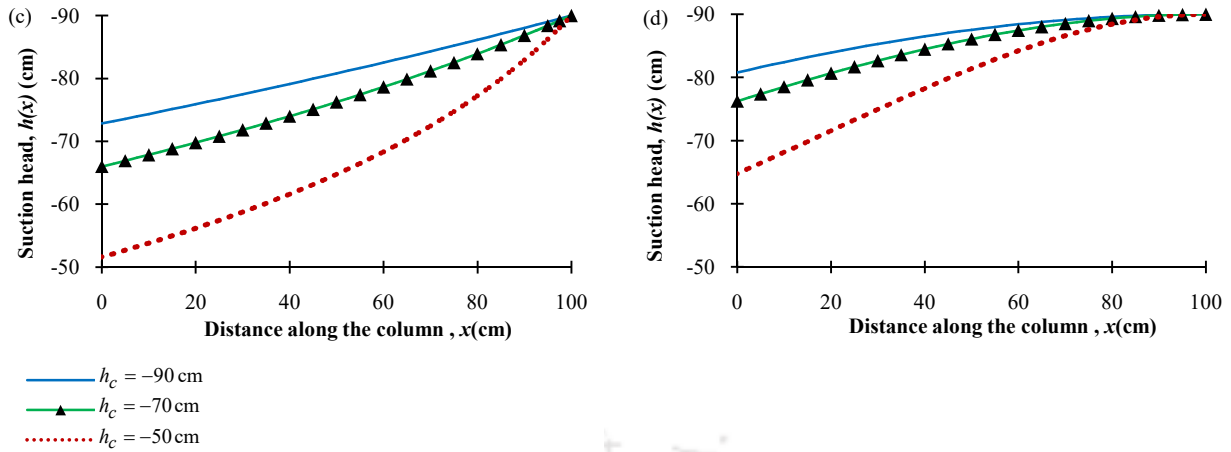 (c)
Suction head, h(x) (cm)
-90
-80
-70
-60
-50
0 20 40 60 80 100
Distance along the column , x(cm)
(d)
Suction head, h(x) (cm)
-90
-80
-70
-60
-50
0 20 40 60 80 100
Distance along the column , x(cm)
h_c = −90 cm
h_c = −70 cm
h_c = −50 cm